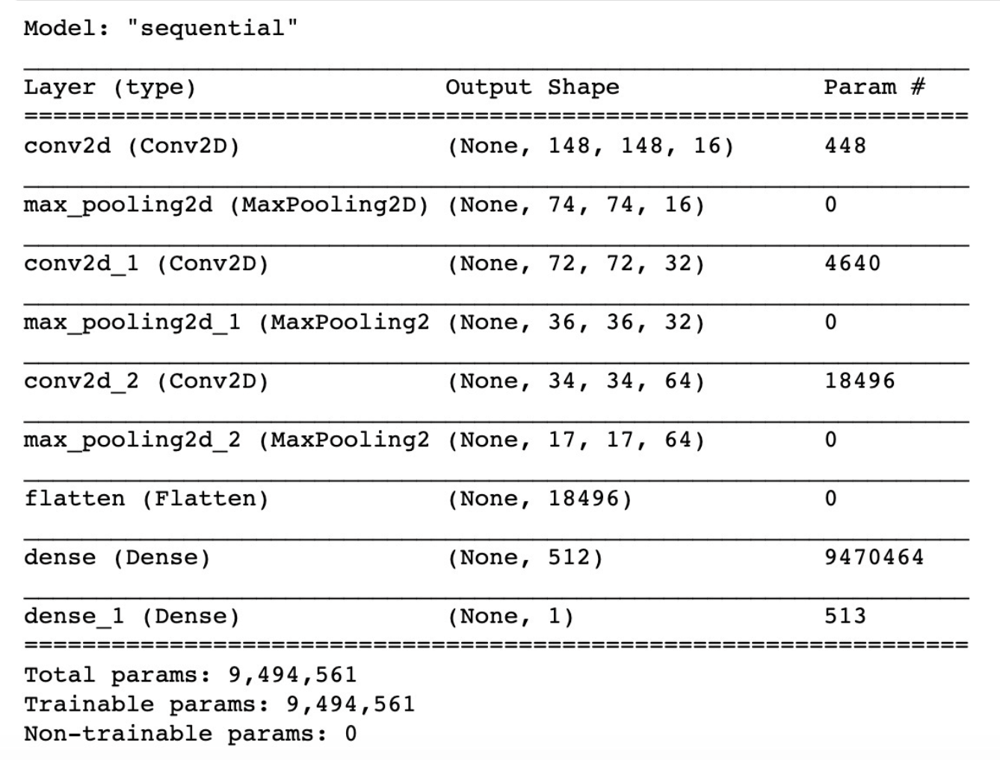 Model: "sequential"
_________________________________________________________________
Layer (type)                 Output Shape              Param #
=================================================================
conv2d (Conv2D)              (None, 148, 148, 16)      448
_________________________________________________________________
max_pooling2d (MaxPooling2D) (None, 74, 74, 16)        0
_________________________________________________________________
conv2d_1 (Conv2D)            (None, 72, 72, 32)        4640
_________________________________________________________________
max_pooling2d_1 (MaxPooling2 (None, 36, 36, 32)        0
_________________________________________________________________
conv2d_2 (Conv2D)            (None, 34, 34, 64)        18496
_________________________________________________________________
max_pooling2d_2 (MaxPooling2 (None, 17, 17, 64)        0
_________________________________________________________________
flatten (Flatten)            (None, 18496)             0
_________________________________________________________________
dense (Dense)                (None, 512)               9470464
_________________________________________________________________
dense_1 (Dense)              (None, 1)                 513
=================================================================
Total params: 9,494,561
Trainable params: 9,494,561
Non-trainable params: 0